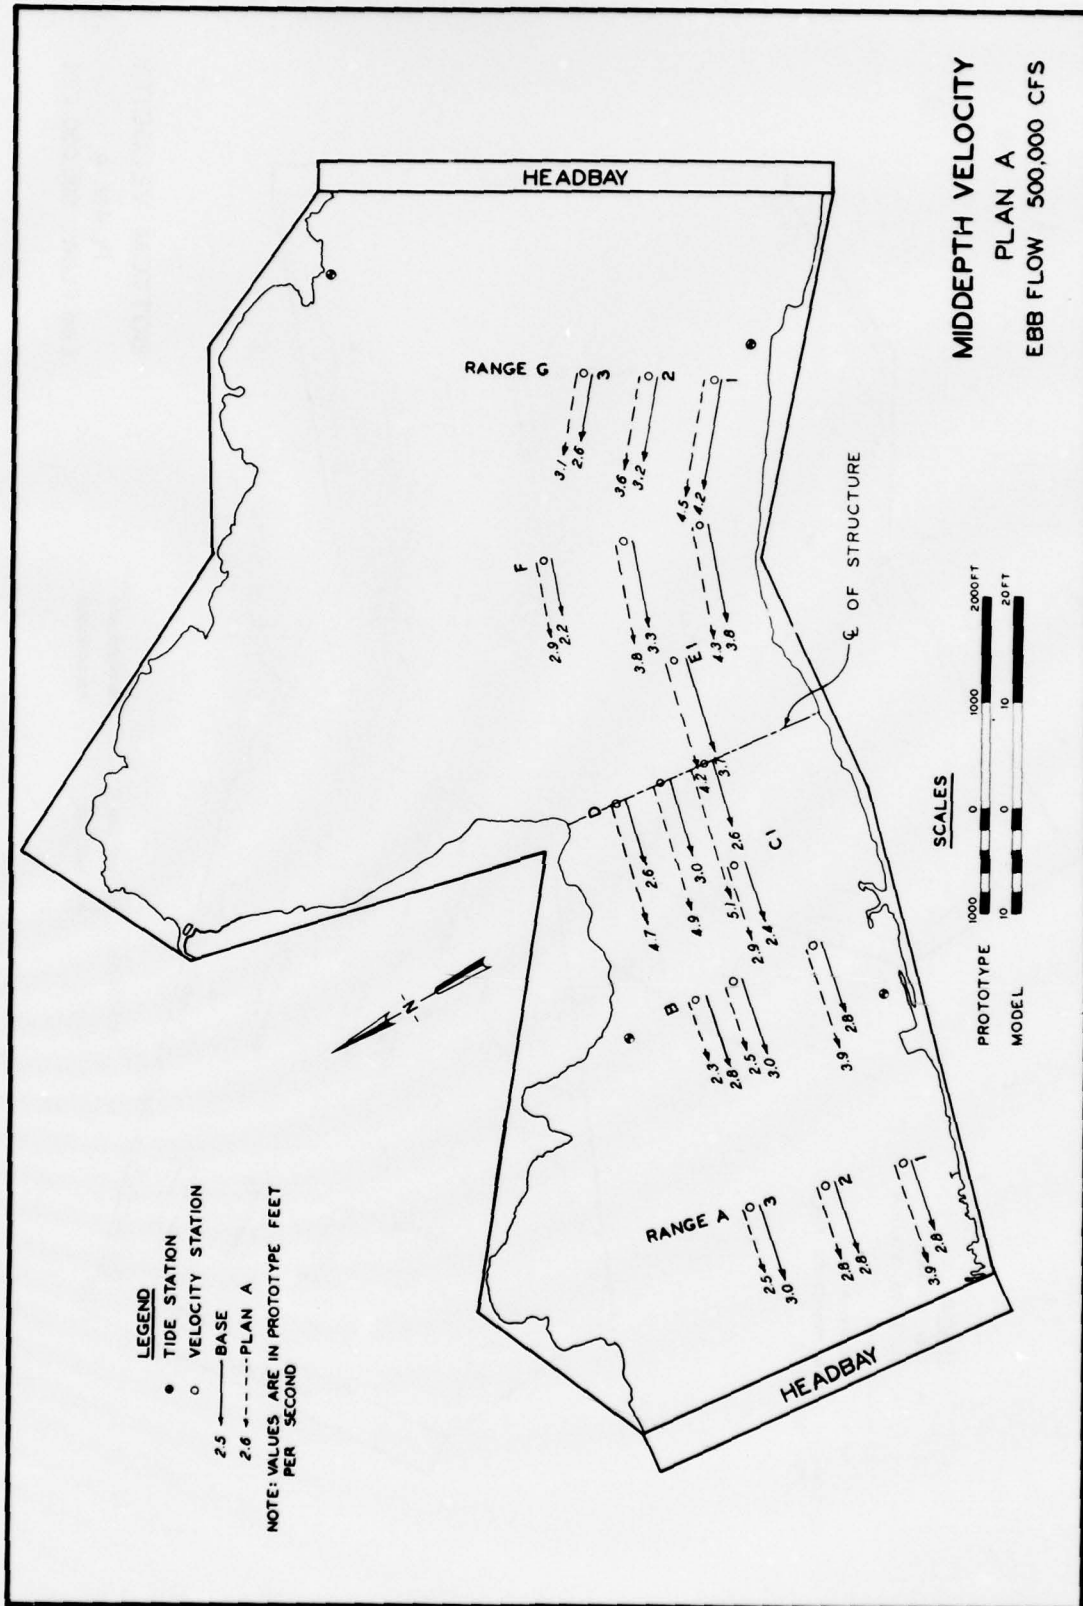 MIDDEPTH VELOCITY
PLAN A
EBB FLOW 500,000 CFS
LEGEND
TIDE STATION
VELOCITY STATION
2.5 BASE
2.6 PLAN A
NOTE: VALUES ARE IN PROTOTYPE FEET
PER SECOND
HEADBAY
RANGE G
3
3.1
2.6
2
3.6
3.2
1
4.5
4.2
F
2.9
2.2
3.8
3.3
4.3
3.8
E1
4.2
3.7
℄ OF STRUCTURE
D
4.7
2.6
4.9
3.0
5.1
2.6
C1
2.9
2.4
B
2.3
2.8
2.5
3.0
3.9
2.8
N
RANGE A
3
2.5
3.0
2
2.8
2.8
1
3.9
2.8
HEADBAY
SCALES
PROTOTYPE 1000 0 1000 2000FT
MODEL 10 0 10 20FT